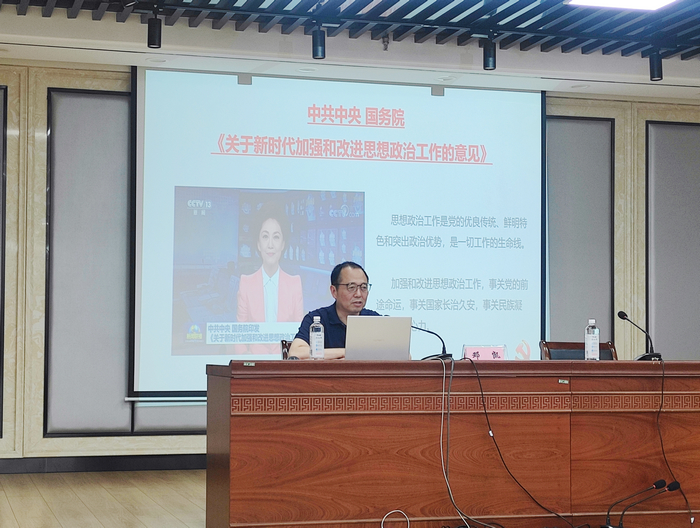 中共中央 国务院
《关于新时代加强和改进思想政治工作的意见》
CCTV 13
新闻
中共中央 国务院印发
《关于新时代加强和改进思想政治工
思想政治工作是党的优良传统、鲜明特
色和突出政治优势，是一切工作的生命线。
加强和改进思想政治工作，事关党的前
途命运，事关国家长治久安，事关民族凝
力
郑 凯